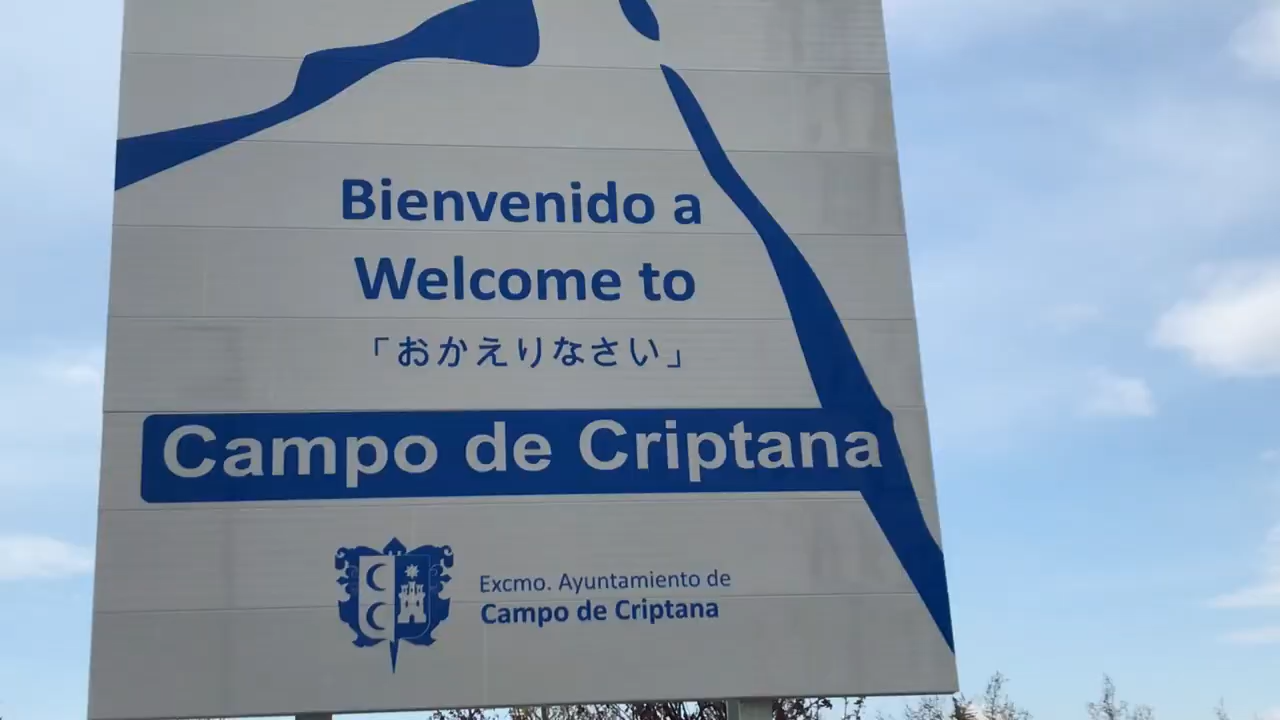 Bienvenido a
Welcome to
「おかえりなさい」
Campo de Criptana
Excmo. Ayuntamiento de
Campo de Criptana